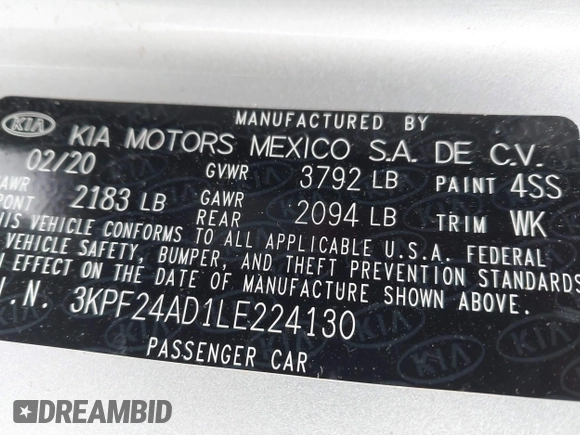 MANUFACTURED BY
KIA KIA MOTORS MEXICO S.A. DE C.V.
02/20 GVWR 3792 LB PAINT 4SS
2183 LB GAWR REAR 2094 LB TRIM WK
VEHICLE CONFORMS TO ALL APPLICABLE U.S.A. FEDERAL
VEHICLE SAFETY, BUMPER, AND THEFT PREVENTION STANDARDS
EFFECT ON THE DATE OF MANUFACTURE SHOWN ABOVE.
I.N. 3KPF24AD1LE224130
PASSENGER CAR
DREAMBID